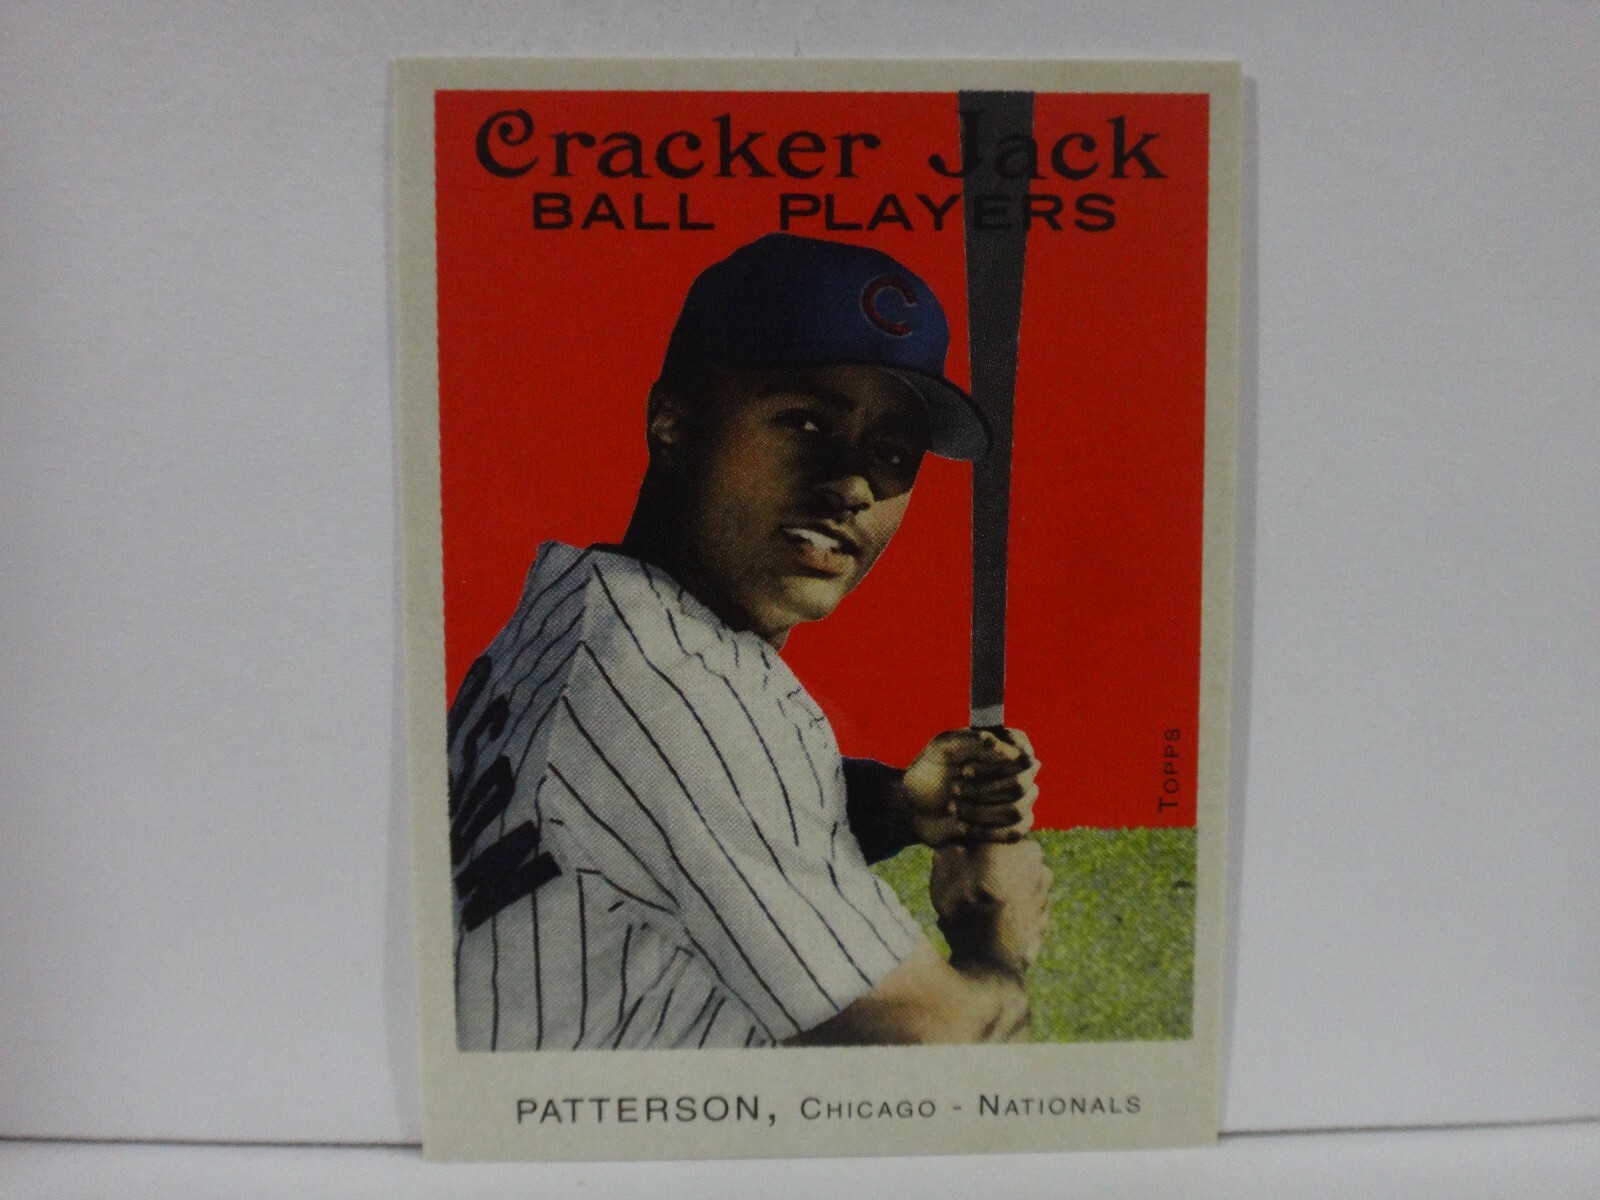 Cracker Jack
BALL PLAYERS
C
TOPPS
PATTERSON, CHICAGO - NATIONALS